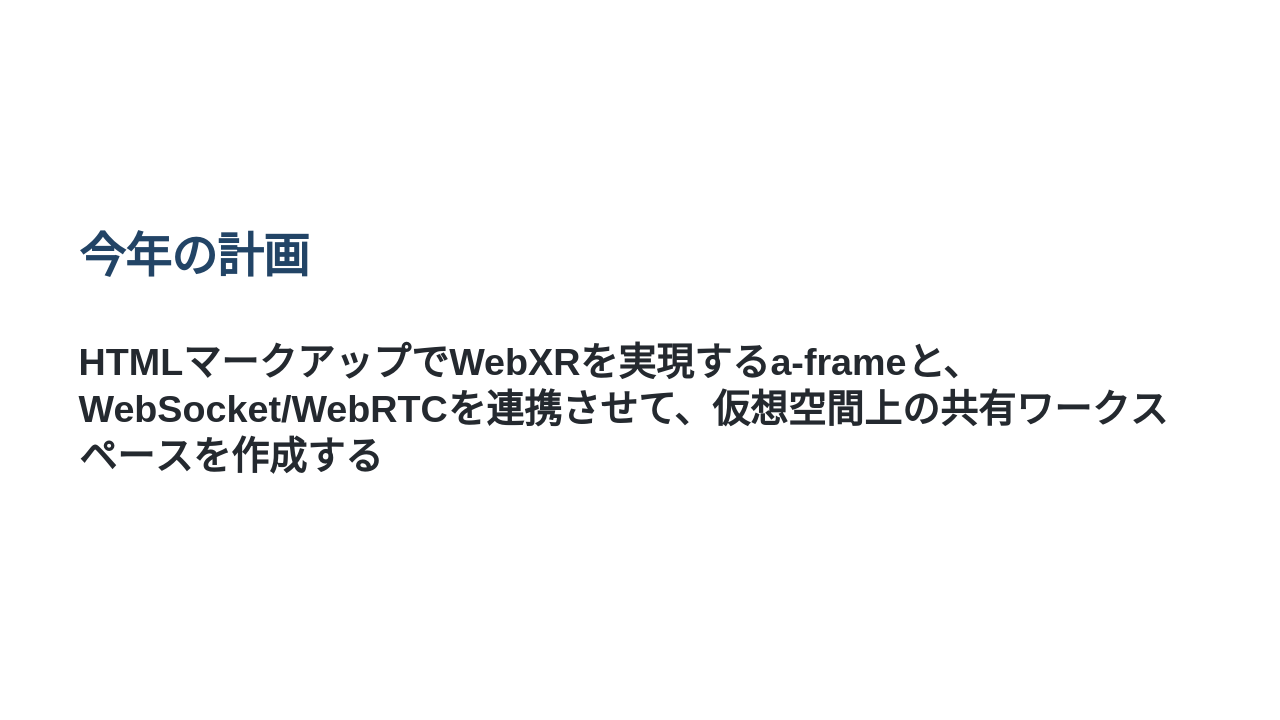 今年の計画
HTMLマークアップでWebXRを実現するa-frameと、
WebSocket/WebRTCを連携させて、仮想空間上の共有ワークス
ペースを作成する